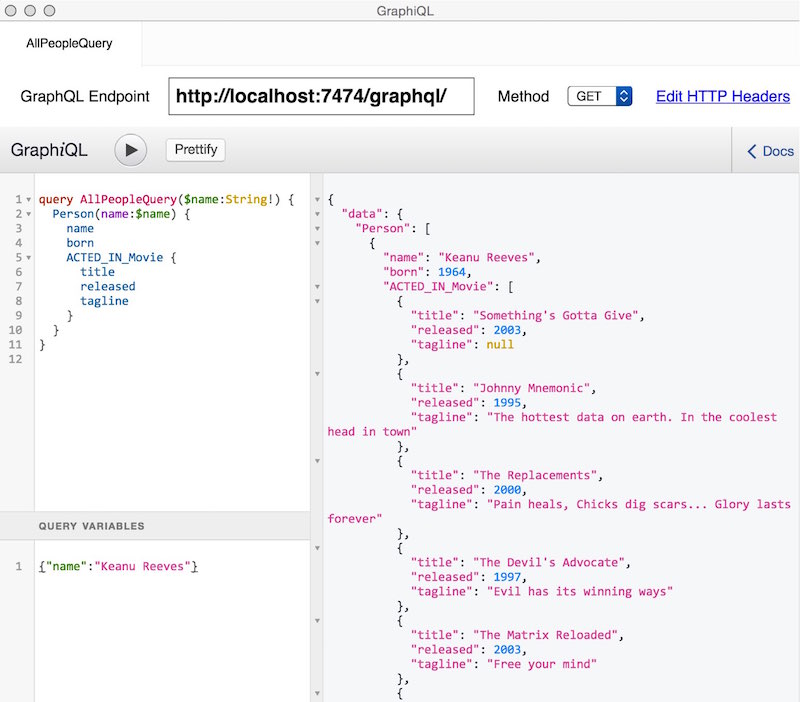 GraphiQL
AllPeopleQuery
GraphQL Endpoint http://localhost:7474/graphql/ Method GET Edit HTTP Headers
GraphiQL Prettify Docs
1 query AllPeopleQuery($name:String!) {
2 Person(name:$name) {
3 name
4 born
5 ACTED_IN_Movie {
6 title
7 released
8 tagline
9 }
10 }
11 }
12
QUERY VARIABLES
1 {"name":"Keanu Reeves"}
{
"data": {
"Person": [
{
"name": "Keanu Reeves",
"born": 1964,
"ACTED_IN_Movie": [
{
"title": "Something's Gotta Give",
"released": 2003,
"tagline": null
},
{
"title": "Johnny Mnemonic",
"released": 1995,
"tagline": "The hottest data on earth. In the coolest
head in town"
},
{
"title": "The Replacements",
"released": 2000,
"tagline": "Pain heals, Chicks dig scars... Glory lasts
forever"
},
{
"title": "The Devil's Advocate",
"released": 1997,
"tagline": "Evil has its winning ways"
},
{
"title": "The Matrix Reloaded",
"released": 2003,
"tagline": "Free your mind"
},
{